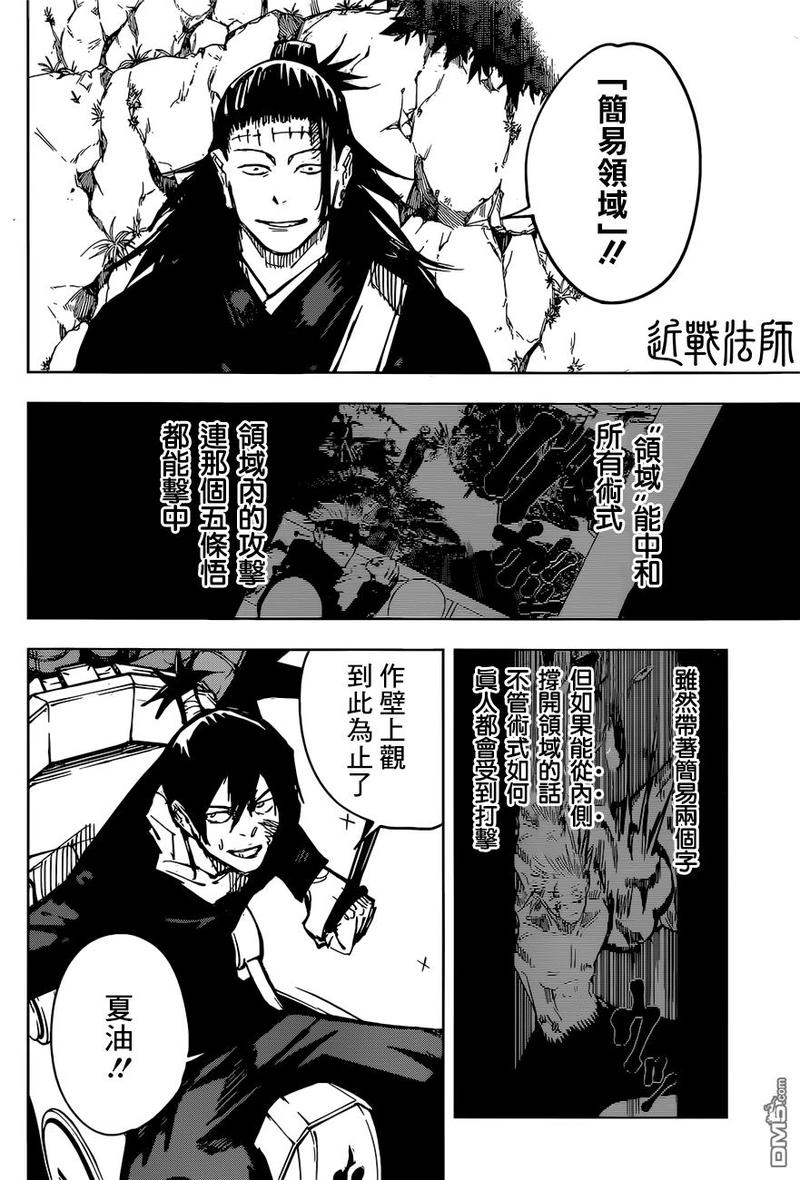 「簡易領域」!!
近戰法師
"領域"能中和
所有術式
領域內的攻擊
連那個五條悟
都能擊中
雖然帶著簡易兩個字
但如果能從內側
撐開領域的話
不管術式如何
真人都會受到打擊
作壁上觀
到此為止了
夏油!!
DM5.com